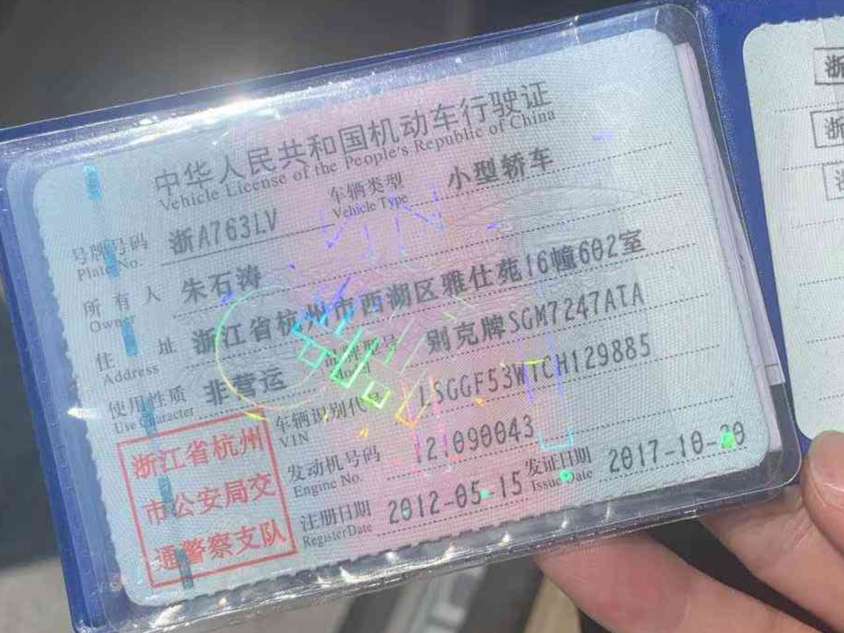 中华人民共和国机动车行驶证
Vehicle License of the People's Republic of China
号牌号码 浙A763LV 车辆类型 小型轿车
Plate No. Vehicle Type
所有人 朱石涛
Owner
住址 浙江省杭州市西湖区雅仕苑16幢602室
Address
使用性质 非营运 品牌型号 别克牌SGM7247ATA
Use Character Model
车辆识别代号 LSGGF53W1CH129885
VIN
发动机号码 121090043
Engine No.
注册日期 2012-05-15 发证日期 2017-10-20
Register Date Issue Date
浙江省杭州
市公安局交
通警察支队
浙
浙